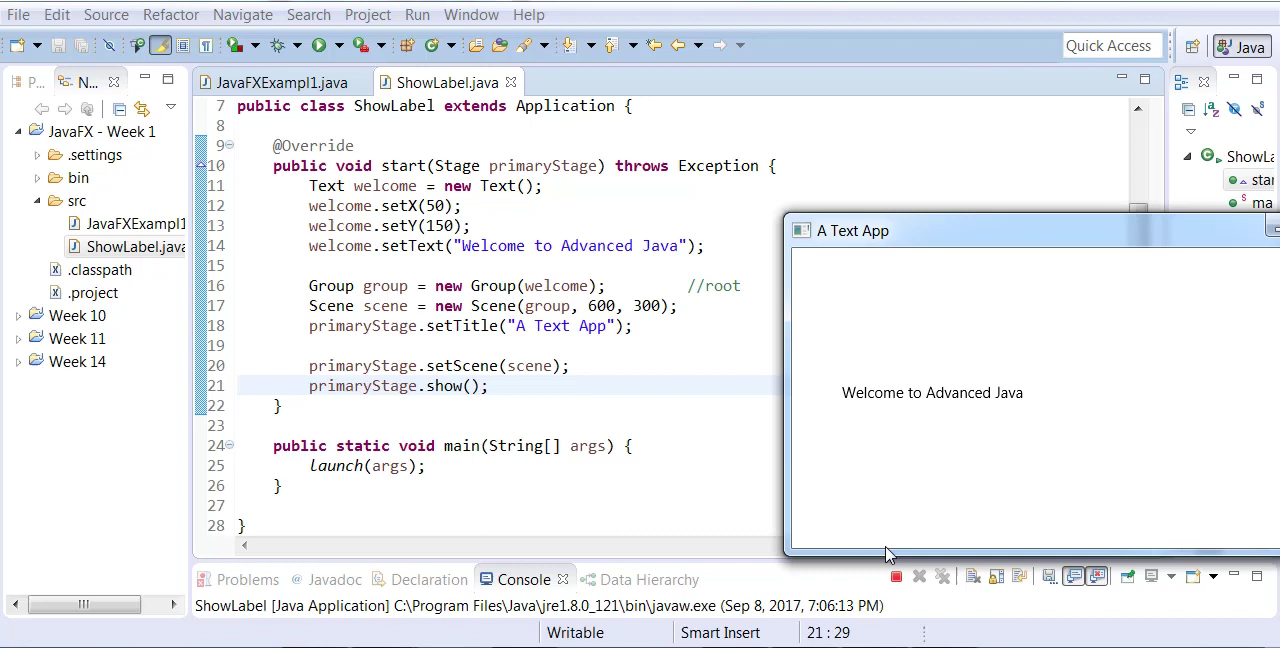 File Edit Source Refactor Navigate Search Project Run Window Help
Quick Access Java
P... N... JavaFXExampl1.java ShowLabel.java
JavaFX - Week 1
.settings
bin
src
JavaFXExampl1
ShowLabel.java
.classpath
.project
Week 10
Week 11
Week 14
7 public class ShowLabel extends Application {
8
9 @Override
10 public void start(Stage primaryStage) throws Exception {
11 Text welcome = new Text();
12 welcome.setX(50);
13 welcome.setY(150);
14 welcome.setText("Welcome to Advanced Java");
15
16 Group group = new Group(welcome); //root
17 Scene scene = new Scene(group, 600, 300);
18 primaryStage.setTitle("A Text App");
19
20 primaryStage.setScene(scene);
21 primaryStage.show();
22 }
23
24 public static void main(String[] args) {
25 launch(args);
26 }
27
28 }
ShowLa
star
ma
A Text App
Welcome to Advanced Java
Problems @ Javadoc Declaration Console Data Hierarchy
ShowLabel [Java Application] C:\Program Files\Java\jre1.8.0_121\bin\javaw.exe (Sep 8, 2017, 7:06:13 PM)
Writable Smart Insert 21 : 29